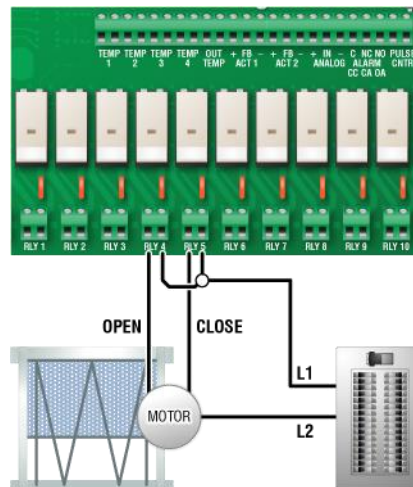 TEMP 1 TEMP 2 TEMP 3 TEMP 4 OUT TEMP + FB - ACT 1 + FB - ACT 2 + IN - ANALOG C NC NO ALARM CC CA OA PULSE CNTR
RLY 1 RLY 2 RLY 3 RLY 4 RLY 5 RLY 6 RLY 7 RLY 8 RLY 9 RLY 10
OPEN CLOSE
L1
MOTOR
L2